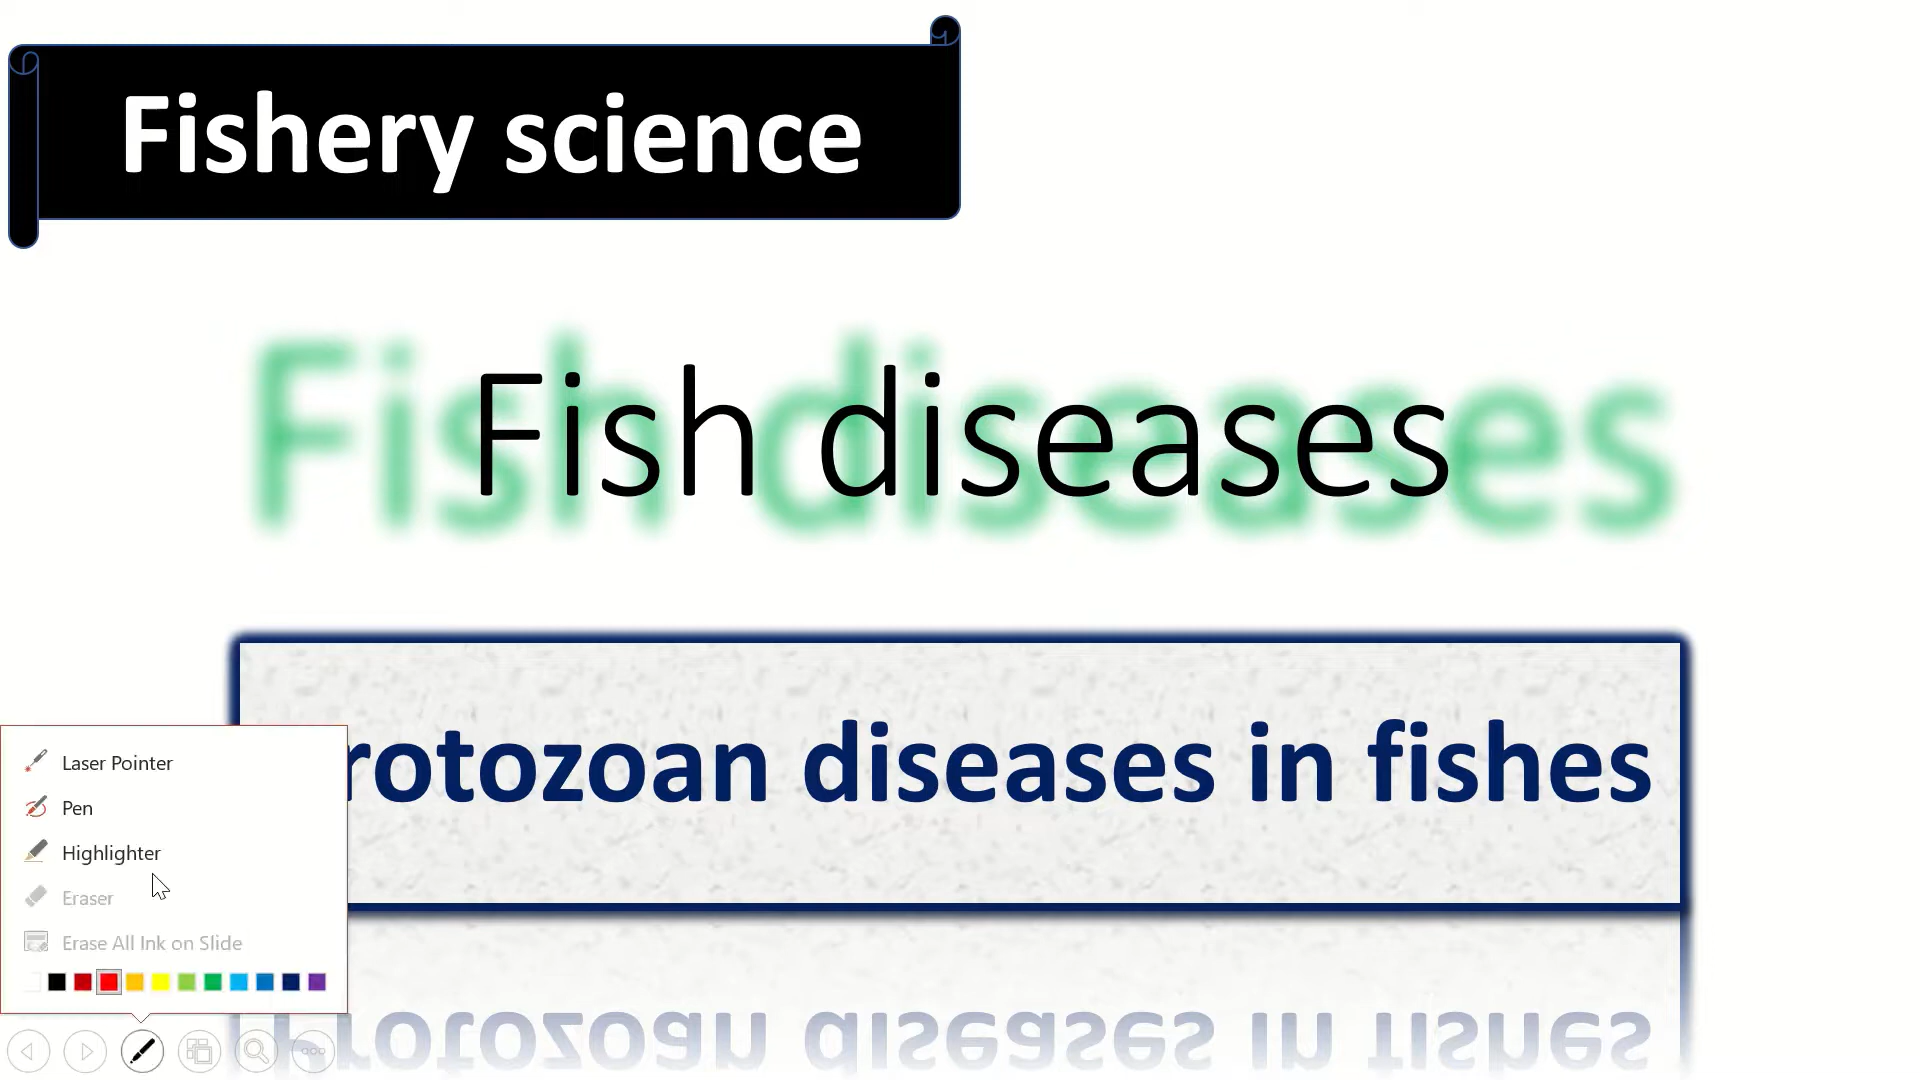 Fishery science
Fish diseases
rotozoan diseases in fishes
Laser Pointer
Pen
Highlighter
Eraser
Erase All Ink on Slide